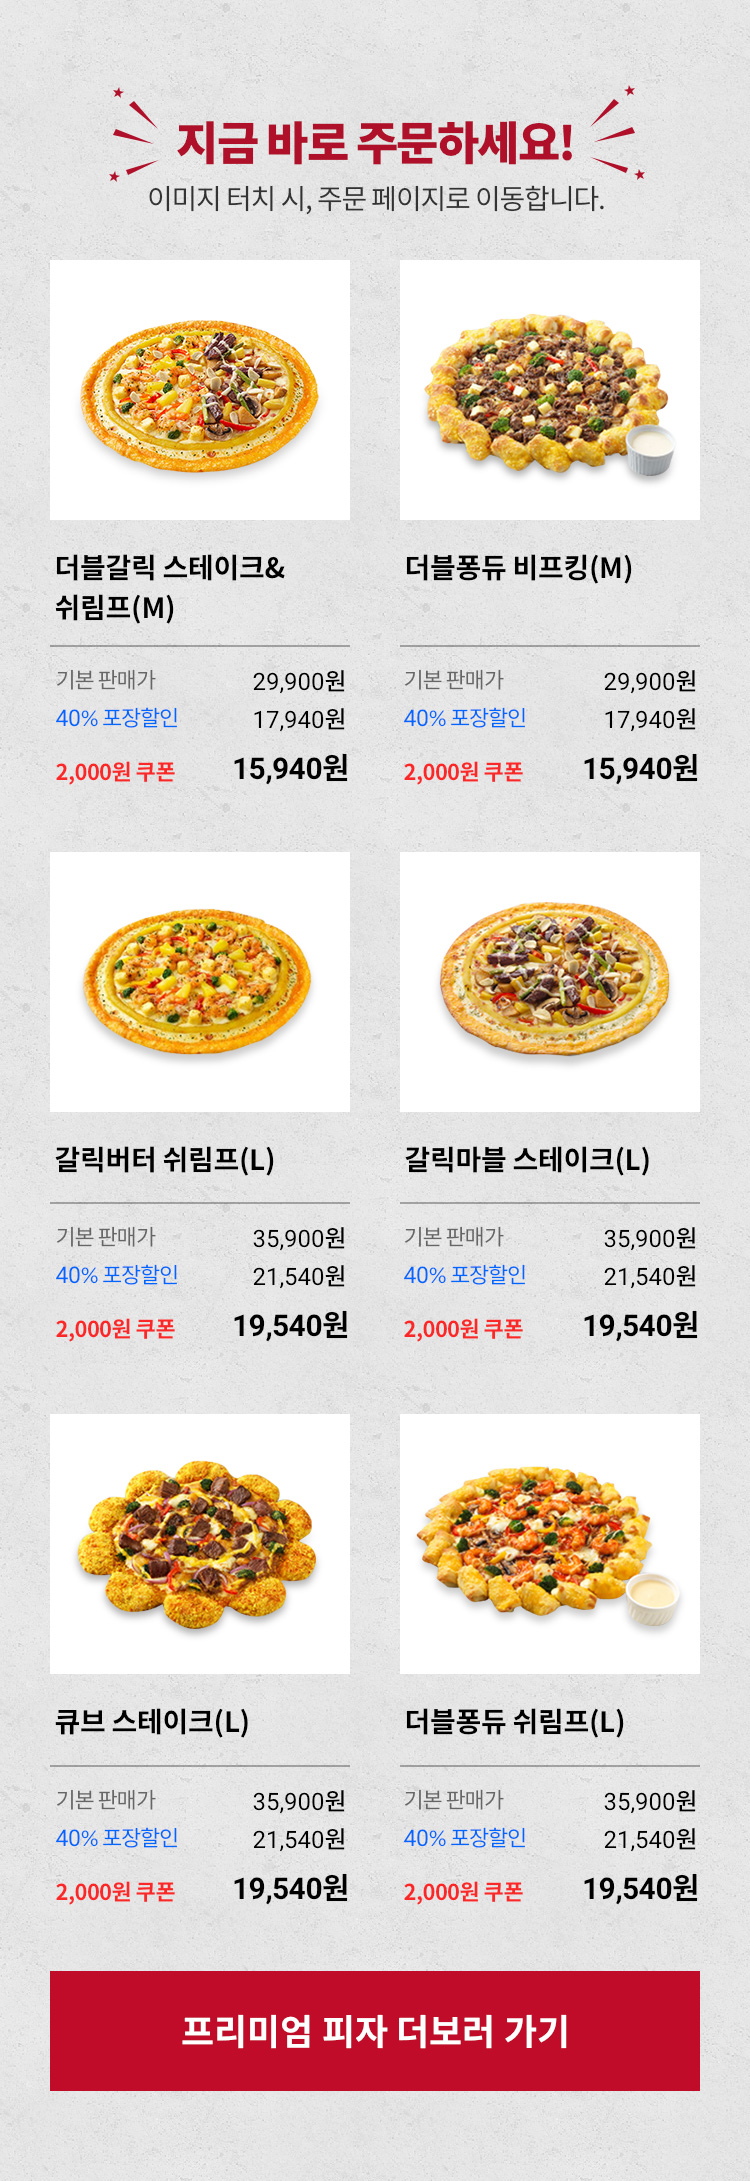 지금 바로 주문하세요!
이미지 터치 시, 주문 페이지로 이동합니다.
더블갈릭 스테이크&
쉬림프(M)
기본 판매가 29,900원
40% 포장할인 17,940원
2,000원 쿠폰 15,940원
더블퐁듀 비프킹(M)
기본 판매가 29,900원
40% 포장할인 17,940원
2,000원 쿠폰 15,940원
갈릭버터 쉬림프(L)
기본 판매가 35,900원
40% 포장할인 21,540원
2,000원 쿠폰 19,540원
갈릭마블 스테이크(L)
기본 판매가 35,900원
40% 포장할인 21,540원
2,000원 쿠폰 19,540원
큐브 스테이크(L)
기본 판매가 35,900원
40% 포장할인 21,540원
2,000원 쿠폰 19,540원
더블퐁듀 쉬림프(L)
기본 판매가 35,900원
40% 포장할인 21,540원
2,000원 쿠폰 19,540원
프리미엄 피자 더보러 가기